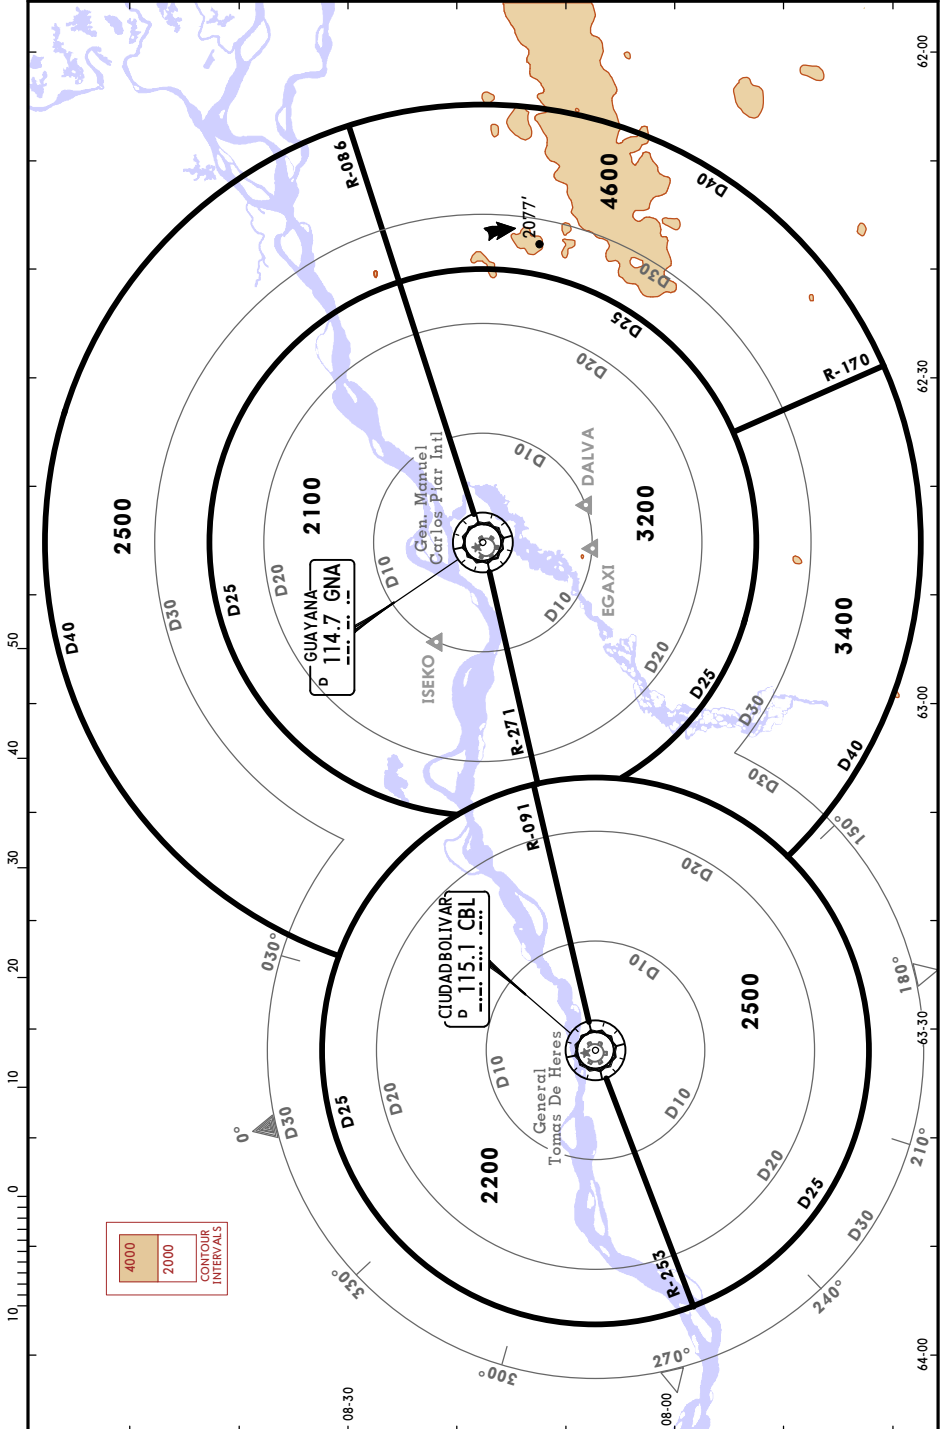 62-00
62-30
63-00
63-30
64-00
08-30
08-00
50
40
30
20
10
0
10
R-086
4600
2077'
D40
D30
D25
D20
D10
R-170
2500
2100
3200
3400
D40
D30
D25
D20
D10
Gen. Manuel
Carlos Piar Intl
GUAYANA
D 114.7 GNA
DALVA
EGAXI
ISEKO
D10
D20
D25
D30
D40
D30
R-271
R-091
CIUDADBOLIVAR
D 115.1 CBL
General
Tomas De Heres
D20
D10
D10
D20
D25
D30
D10
D20
D25
D30
2500
2200
R-253
0°
030°
150°
180°
210°
240°
270°
300°
330°
4000
2000
CONTOUR
INTERVALS